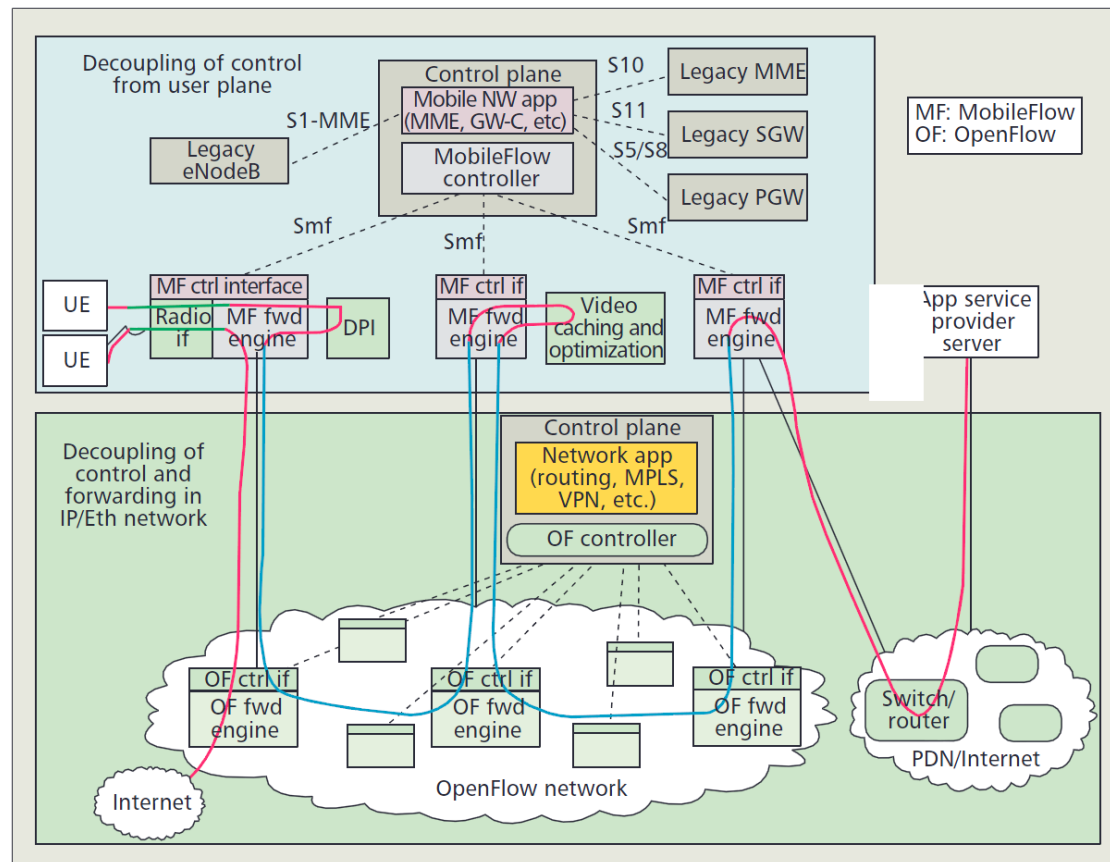 Decoupling of control
from user plane
Control plane
Mobile NW app
(MME, GW-C, etc)
MobileFlow
controller
S1-MME
Legacy
eNodeB
S10
Legacy MME
S11
Legacy SGW
S5/S8
Legacy PGW
MF: MobileFlow
OF: OpenFlow
Smf
Smf
Smf
UE
UE
MF ctrl interface
Radio
if
MF fwd
engine
DPI
MF ctrl if
MF fwd
engine
Video
caching and
optimization
MF ctrl if
MF fwd
engine
App service
provider
server
Decoupling of
control and
forwarding in
IP/Eth network
Control plane
Network app
(routing, MPLS,
VPN, etc.)
OF controller
OF ctrl if
OF fwd
engine
OF ctrl if
OF fwd
engine
OF ctrl if
OF fwd
engine
OpenFlow network
Internet
Switch/
router
PDN/Internet